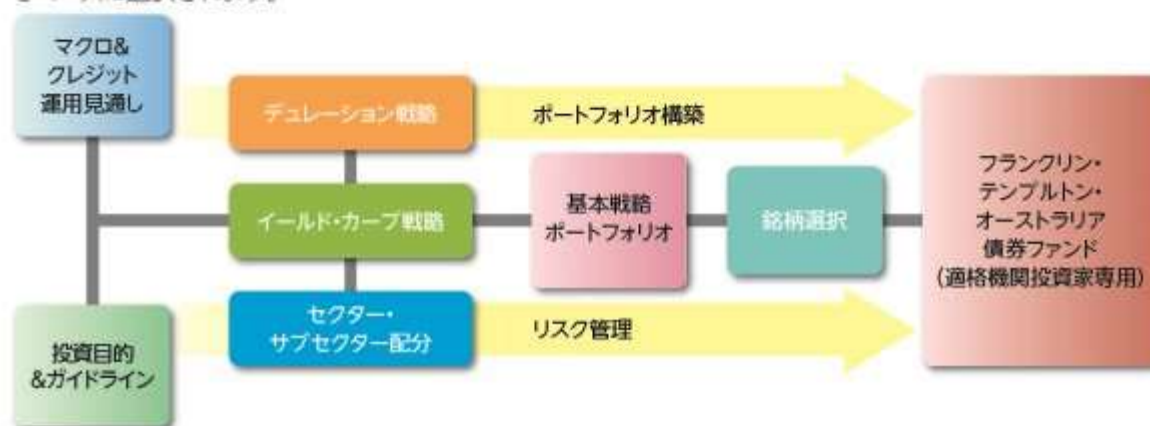 マクロ&
クレジット
運用見通し
デュレーション戦略
ポートフォリオ構築
イールド・カーブ戦略
基本戦略
ポートフォリオ
銘柄選択
フランクリン・
テンプルトン・
オーストラリア
債券ファンド
(適格機関投資家専用)
セクター・
サブセクター配分
リスク管理
投資目的
&ガイドライン